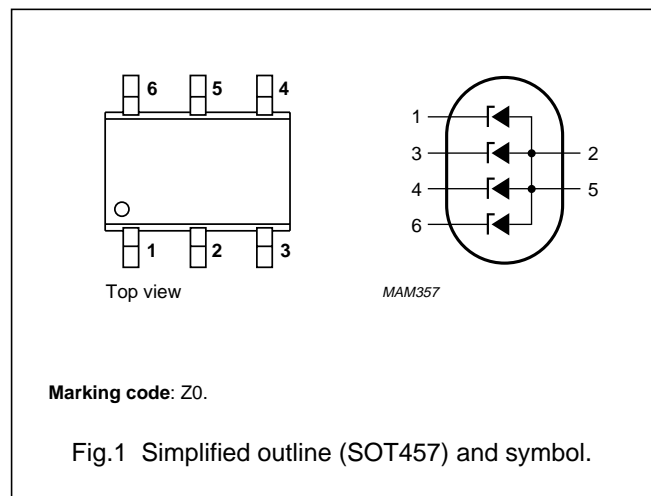 6 5 4
1 2 3
Top view
1
3 2
4 5
6
MAM357
Marking code: Z0.
Fig.1 Simplified outline (SOT457) and symbol.